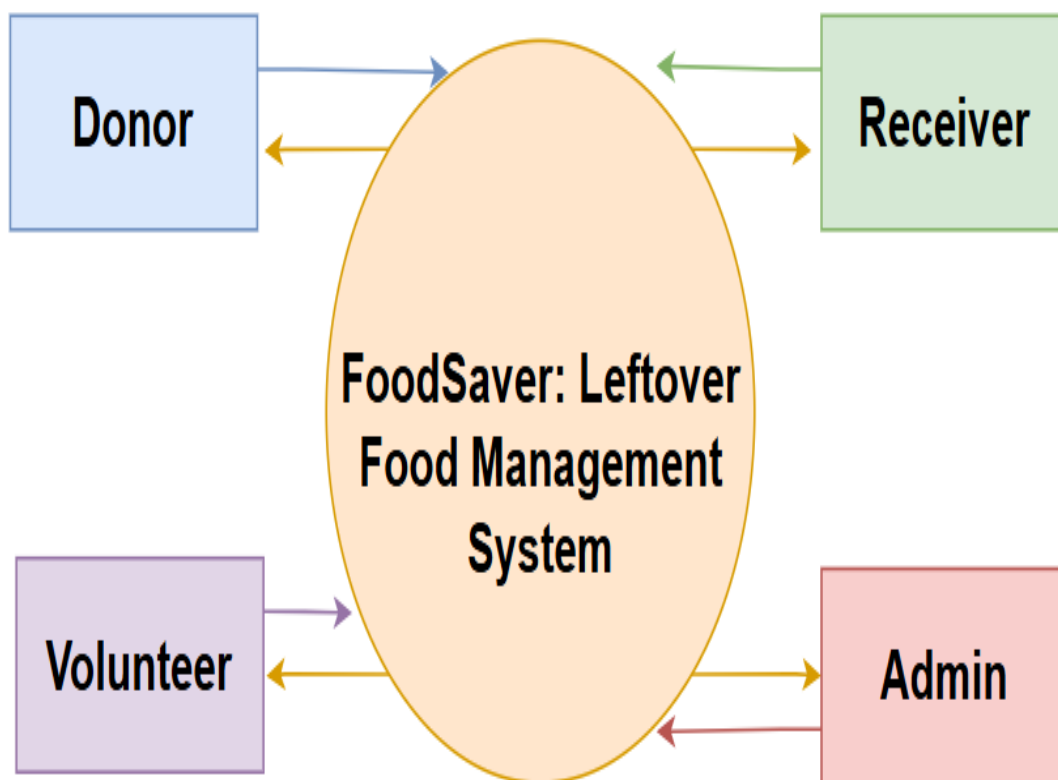 Donor
Receiver
FoodSaver: Leftover
Food Management
System
Volunteer
Admin